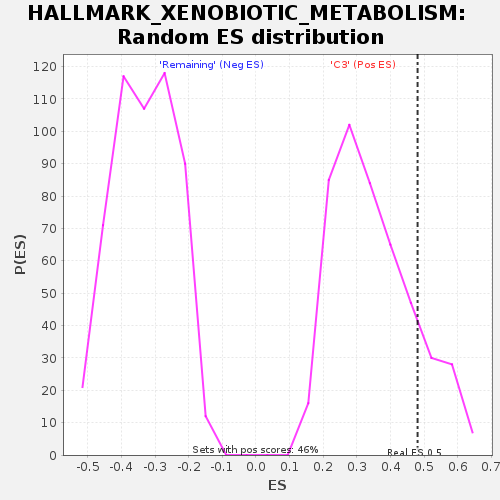 HALLMARK_XENOBIOTIC_METABOLISM:
Random ES distribution
'Remaining' (Neg ES) 'C3' (Pos ES)
120
110
100
90
80
70
60
50
40
30
20
10
0
P(ES)
Sets with pos scores: 46%
Real ES 0.5
-0.5 -0.4 -0.3 -0.2 -0.1 0.0 0.1 0.2 0.3 0.4 0.5 0.6 0.7
ES